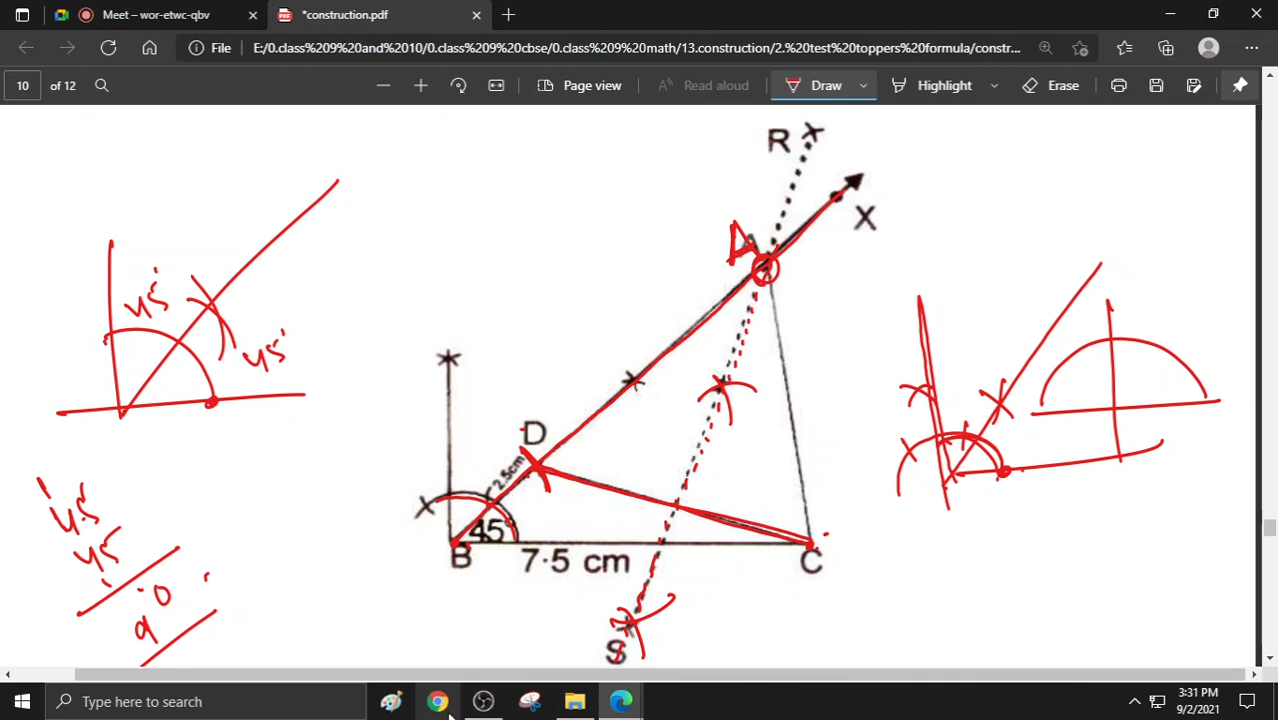 Meet – wor-etwc-qbv
*construction.pdf
File
E:/0.class%209%20and%2010/0.class%209%20cbse/0.class%209%20math/13.construction/2.%20test%20toppers%20formula/constr...
10 of 12
Page view
Read aloud
Draw
Highlight
Erase
R
X
A
45°
45°
D
2.5cm
45°
B
7·5 cm
C
45
45
90
S
Type here to search
3:31 PM
9/2/2021